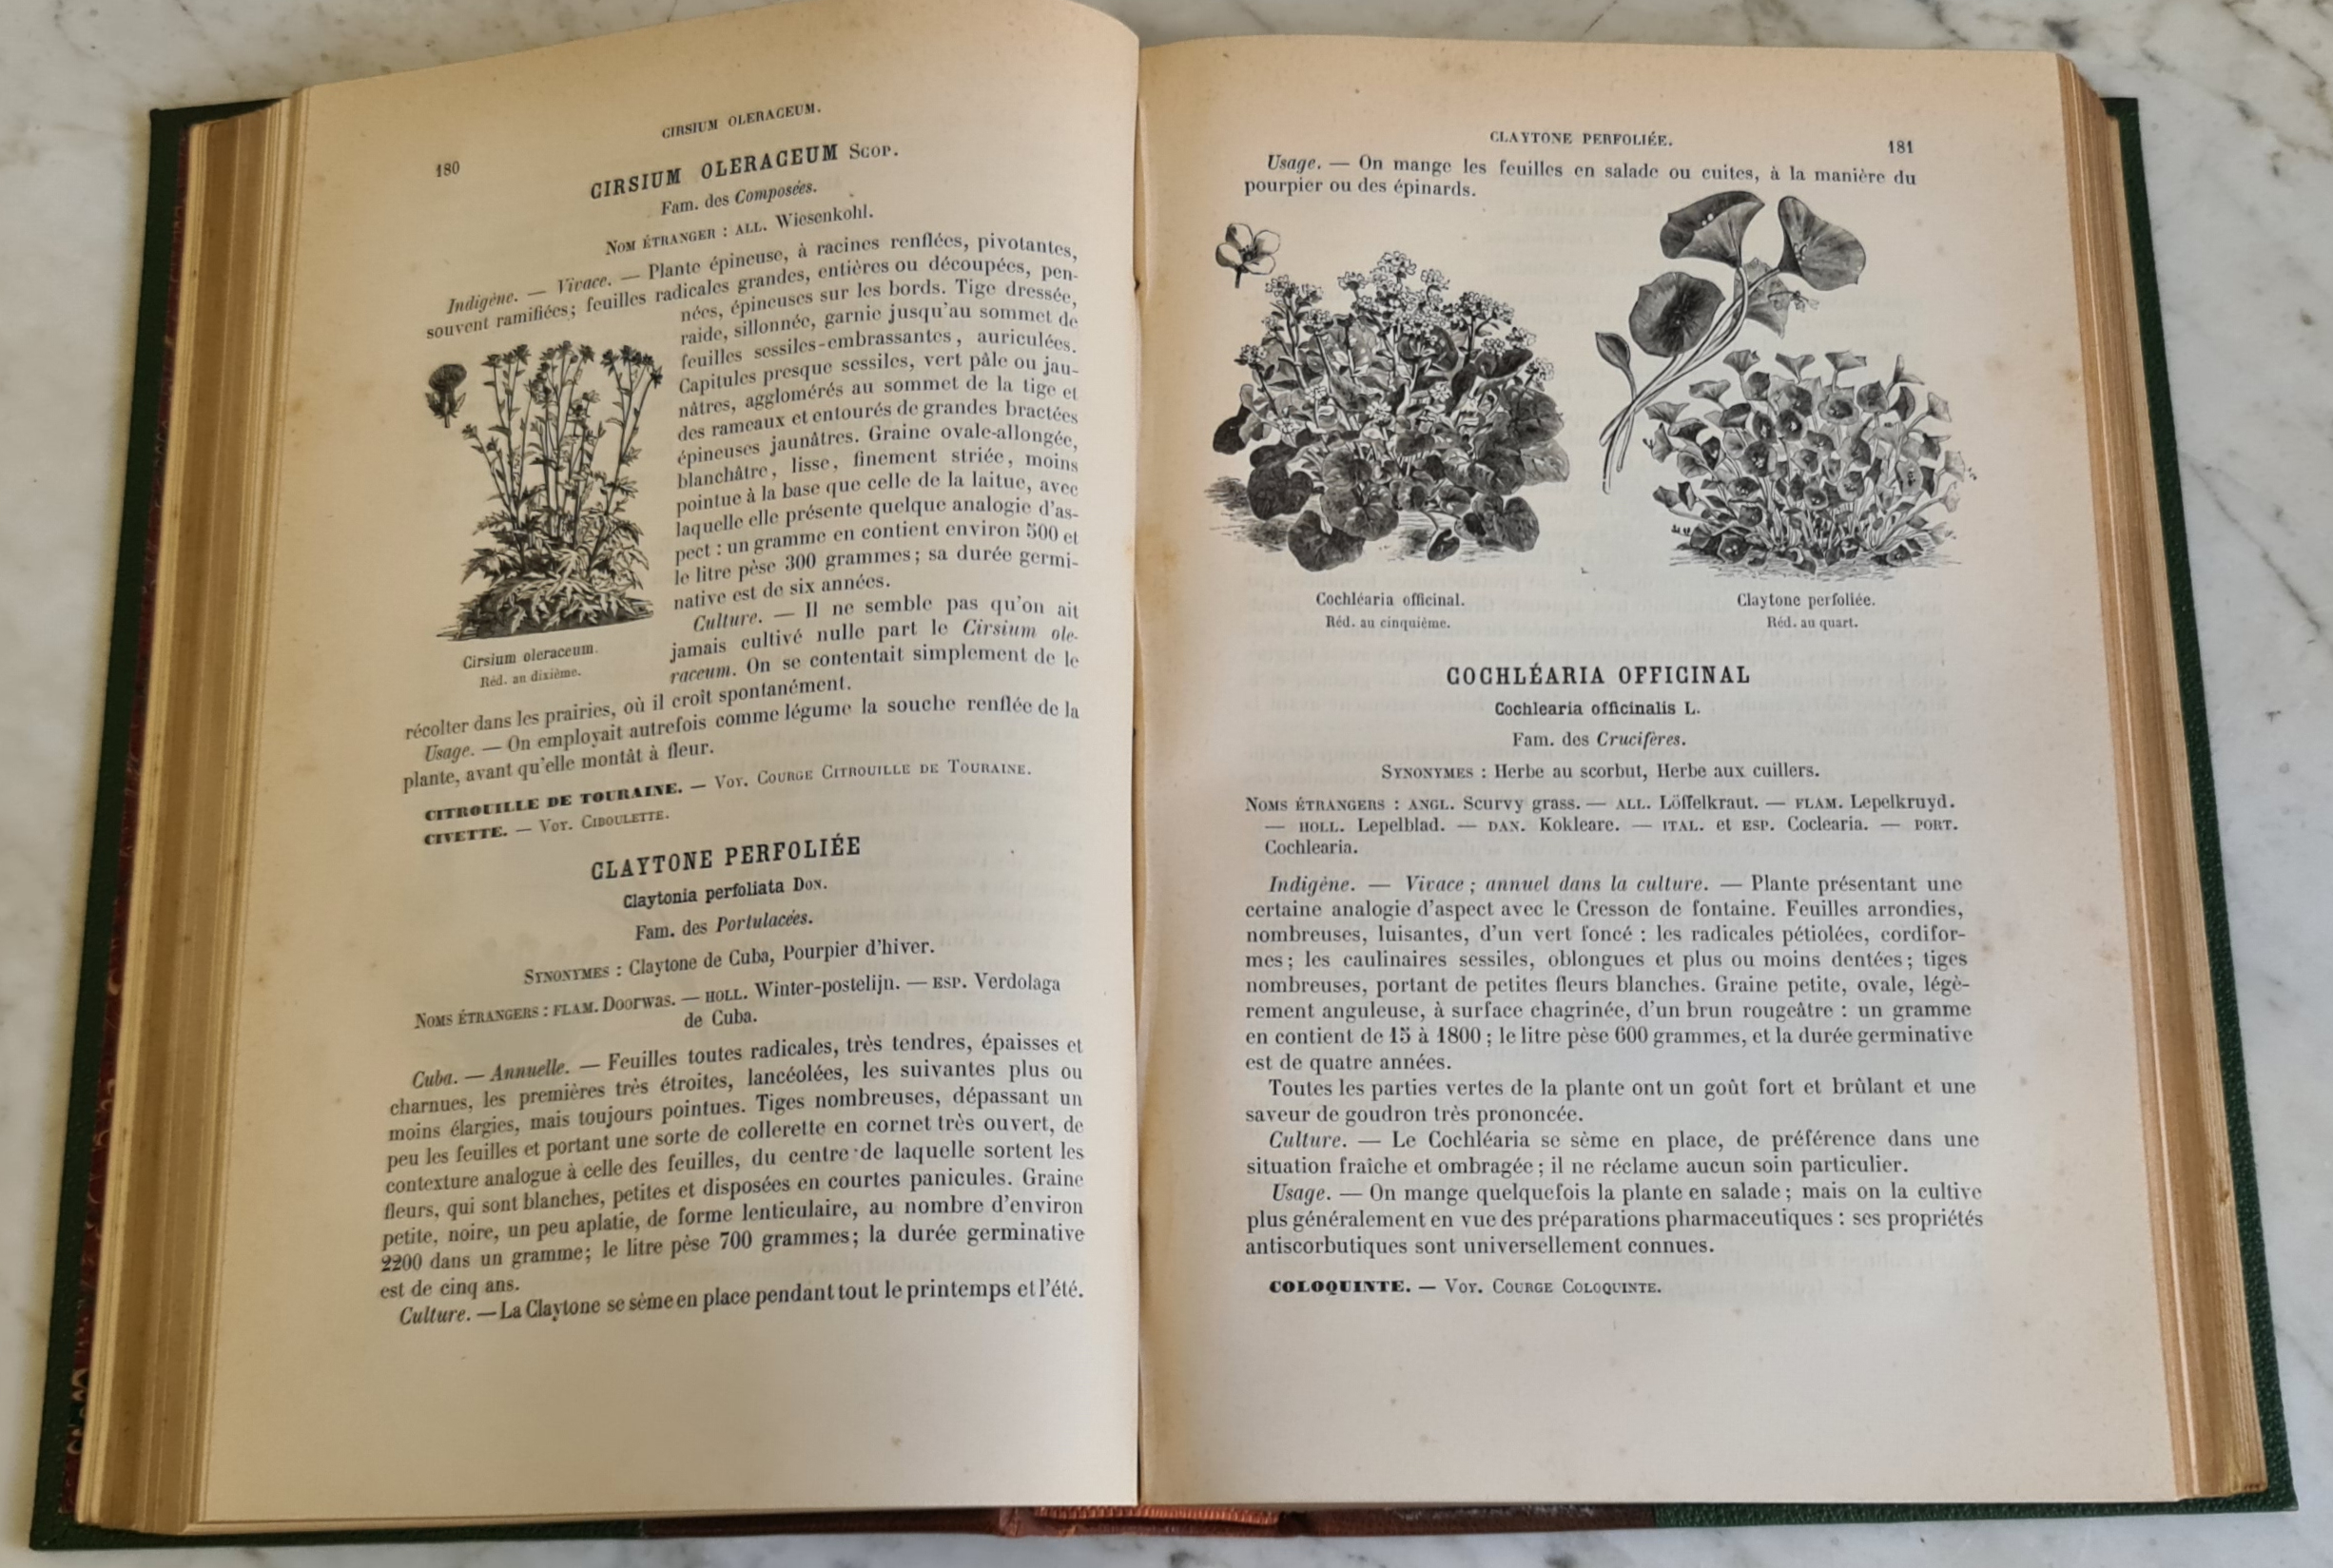 CIRSIUM OLERACEUM.
180
CIRSIUM OLERACEUM Scop.
Fam. des Composées.
Nom étranger : all. Wiesenkohl.
Indigène. — Vivace. — Plante épineuse, à racines renflées, pivotantes,
souvent ramifiées; feuilles radicales grandes, entières ou découpées, pen-
nées, épineuses sur les bords. Tige dressée,
raide, sillonnée, garnie jusqu'au sommet de
feuilles sessiles-embrassantes, auriculées.
Capitules presque sessiles, vert pâle ou jau-
nâtres, agglomérés au sommet de la tige et
des rameaux et entourés de grandes bractées
épineuses jaunâtres. Graine ovale-allongée,
blanchâtre, lisse, finement striée, moins
pointue à la base que celle de la laitue, avec
laquelle elle présente quelque analogie d'as-
pect : un gramme en contient environ 500 et
le litre pèse 300 grammes; sa durée germi-
native est de six années.
Culture. — Il ne semble pas qu'on ait
jamais cultivé nulle part le Cirsium ole-
raceum. On se contentait simplement de le
Cirsium oleraceum.
Réd. au dixième.
récolter dans les prairies, où il croît spontanément.
Usage. — On employait autrefois comme légume la souche renflée de la
plante, avant qu'elle montât à fleur.
CITROUILLE DE TOURAINE. — Voy. Courge Citrouille de Touraine.
CIVETTE. — Voy. Ciboulette.
CLAYTONE PERFOLIÉE
Claytonia perfoliata Don.
Fam. des Portulacées.
Synonymes : Claytone de Cuba, Pourpier d'hiver.
Noms étrangers : flam. Doorwas. — holl. Winter-postelijn. — esp. Verdolaga
de Cuba.
Cuba. — Annuelle. — Feuilles toutes radicales, très tendres, épaisses et
charnues, les premières très étroites, lancéolées, les suivantes plus ou
moins élargies, mais toujours pointues. Tiges nombreuses, dépassant un
peu les feuilles et portant une sorte de collerette en cornet très ouvert, de
contexture analogue à celle des feuilles, du centre de laquelle sortent les
fleurs, qui sont blanches, petites et disposées en courtes panicules. Graine
petite, noire, un peu aplatie, de forme lenticulaire, au nombre d'environ
2200 dans un gramme; le litre pèse 700 grammes; la durée germinative
est de cinq ans.
Culture. — La Claytone se sème en place pendant tout le printemps et l'été.
CLAYTONE PERFOLIÉE.
181
Usage. — On mange les feuilles en salade ou cuites, à la manière du
pourpier ou des épinards.
Cochléaria officinal.
Réd. au cinquième.
Claytone perfoliée.
Réd. au quart.
COCHLÉARIA OFFICINAL
Cochlearia officinalis L.
Fam. des Crucifères.
Synonymes : Herbe au scorbut, Herbe aux cuillers.
Noms étrangers : angl. Scurvy grass. — all. Löffelkraut. — flam. Lepelkruyd.
— holl. Lepelblad. — dan. Kokleare. — ital. et esp. Coclearia. — port.
Cochlearia.
Indigène. — Vivace; annuel dans la culture. — Plante présentant une
certaine analogie d'aspect avec le Cresson de fontaine. Feuilles arrondies,
nombreuses, luisantes, d'un vert foncé : les radicales pétiolées, cordifor-
mes; les caulinaires sessiles, oblongues et plus ou moins dentées; tiges
nombreuses, portant de petites fleurs blanches. Graine petite, ovale, légè-
rement anguleuse, à surface chagrinée, d'un brun rougeâtre : un gramme
en contient de 15 à 1800; le litre pèse 600 grammes, et la durée germinative
est de quatre années.
Toutes les parties vertes de la plante ont un goût fort et brûlant et une
saveur de goudron très prononcée.
Culture. — Le Cochléaria se sème en place, de préférence dans une
situation fraîche et ombragée; il ne réclame aucun soin particulier.
Usage. — On mange quelquefois la plante en salade; mais on la cultive
plus généralement en vue des préparations pharmaceutiques : ses propriétés
antiscorbutiques sont universellement connues.
COLOQUINTE. — Voy. Courge Coloquinte.